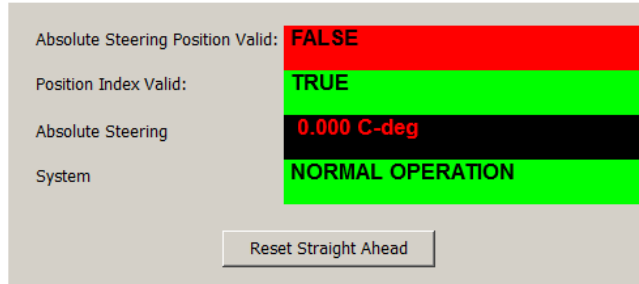 Absolute Steering Position Valid: FALSE
Position Index Valid: TRUE
Absolute Steering 0.000 C-deg
System NORMAL OPERATION
Reset Straight Ahead